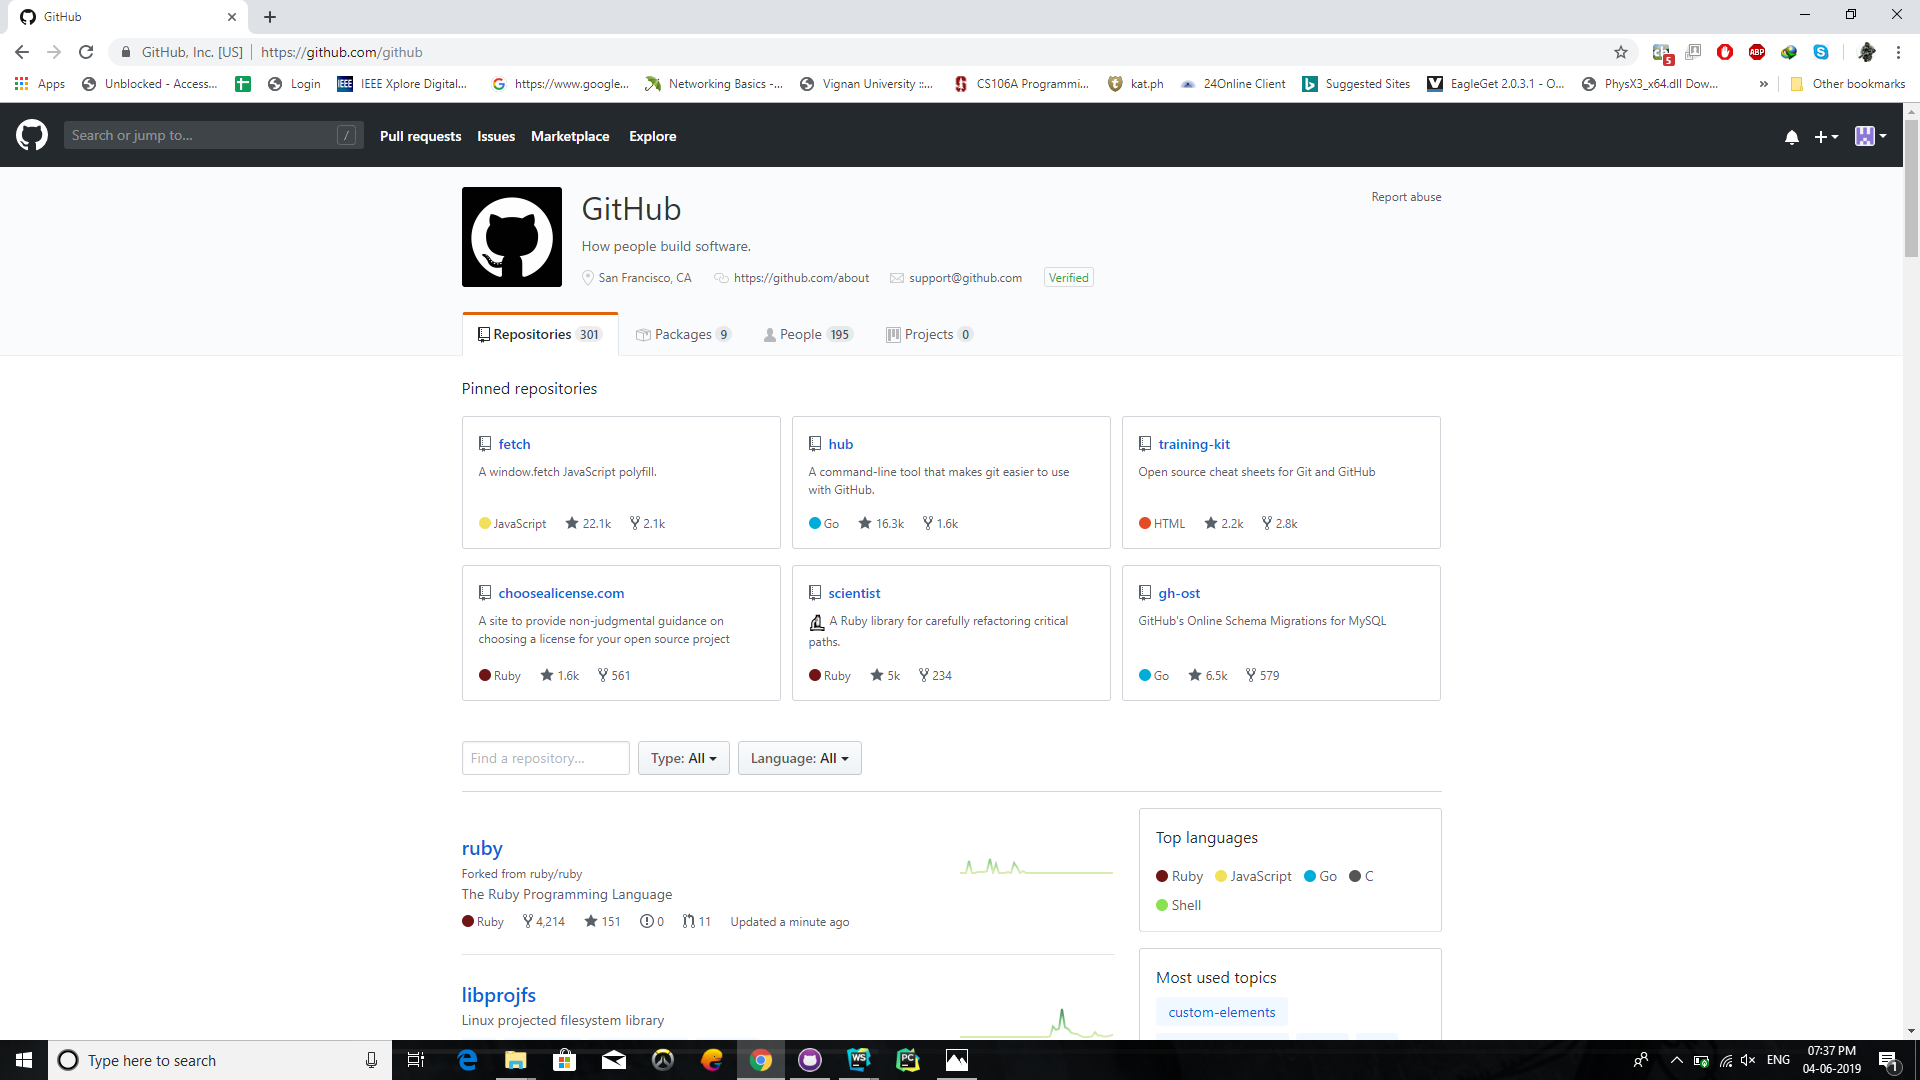 GitHub
GitHub, Inc. [US] https://github.com/github
5 ABP
Apps Unblocked - Access... Login IEEE IEEE Xplore Digital... https://www.google... Networking Basics -... Vignan University ::... CS106A Programmi... kat.ph 24Online Client Suggested Sites EagleGet 2.0.3.1 - O... PhysX3_x64.dll Dow... » Other bookmarks
Search or jump to... / Pull requests Issues Marketplace Explore
GitHub
Report abuse
How people build software.
San Francisco, CA https://github.com/about support@github.com Verified
Repositories 301 Packages 9 People 195 Projects 0
Pinned repositories
fetch
A window.fetch JavaScript polyfill.
JavaScript 22.1k 2.1k
hub
A command-line tool that makes git easier to use
with GitHub.
Go 16.3k 1.6k
training-kit
Open source cheat sheets for Git and GitHub
HTML 2.2k 2.8k
choosealicense.com
A site to provide non-judgmental guidance on
choosing a license for your open source project
Ruby 1.6k 561
scientist
A Ruby library for carefully refactoring critical
paths.
Ruby 5k 234
gh-ost
GitHub's Online Schema Migrations for MySQL
Go 6.5k 579
Find a repository... Type: All Language: All
ruby
Forked from ruby/ruby
The Ruby Programming Language
Ruby 4,214 151 0 11 Updated a minute ago
libprojfs
Linux projected filesystem library
Top languages
Ruby JavaScript Go C
Shell
Most used topics
custom-elements
Type here to search
WS PC
ENG
07:37 PM
04-06-2019
1